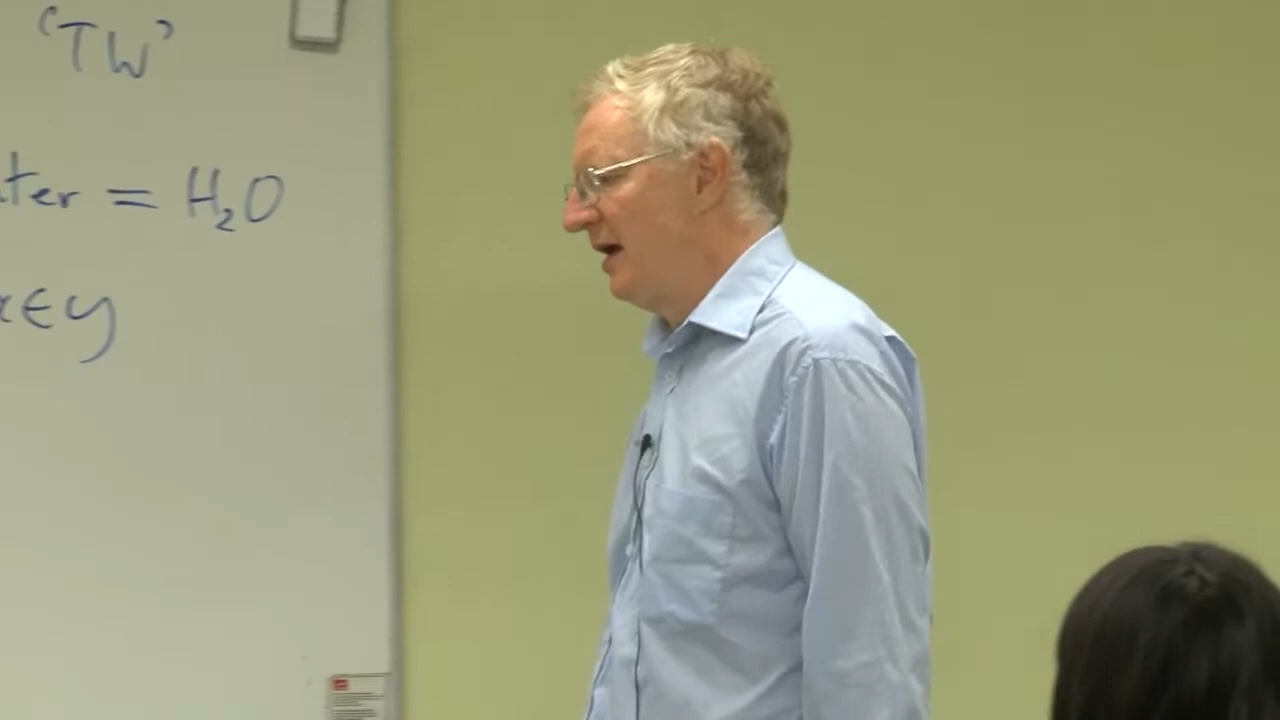 'TW'
ter = H₂O
x∈y